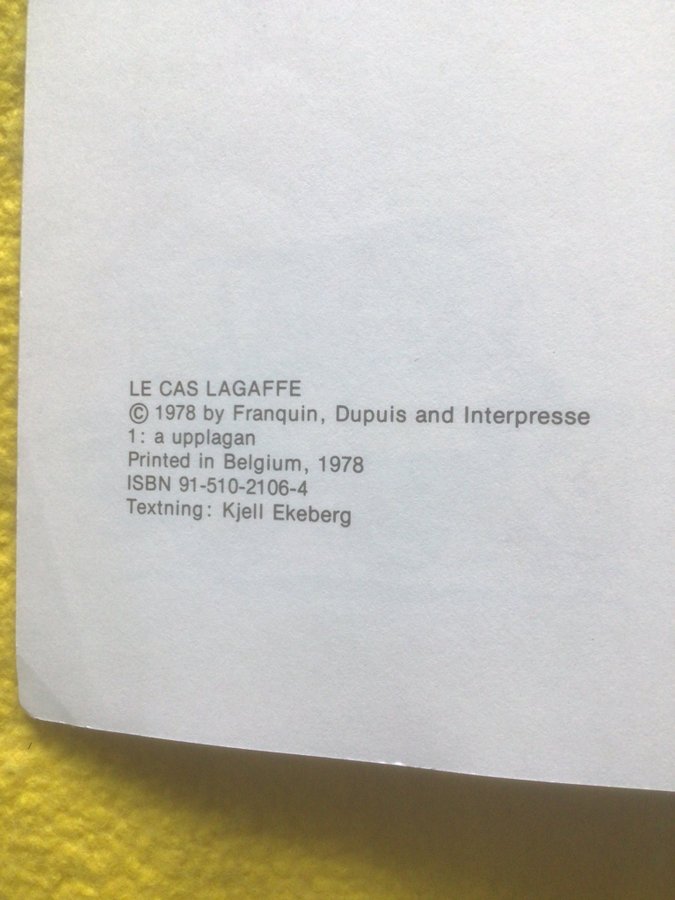 LE CAS LAGAFFE
© 1978 by Franquin, Dupuis and Interpresse
1: a upplagan
Printed in Belgium, 1978
ISBN 91-510-2106-4
Textning: Kjell Ekeberg